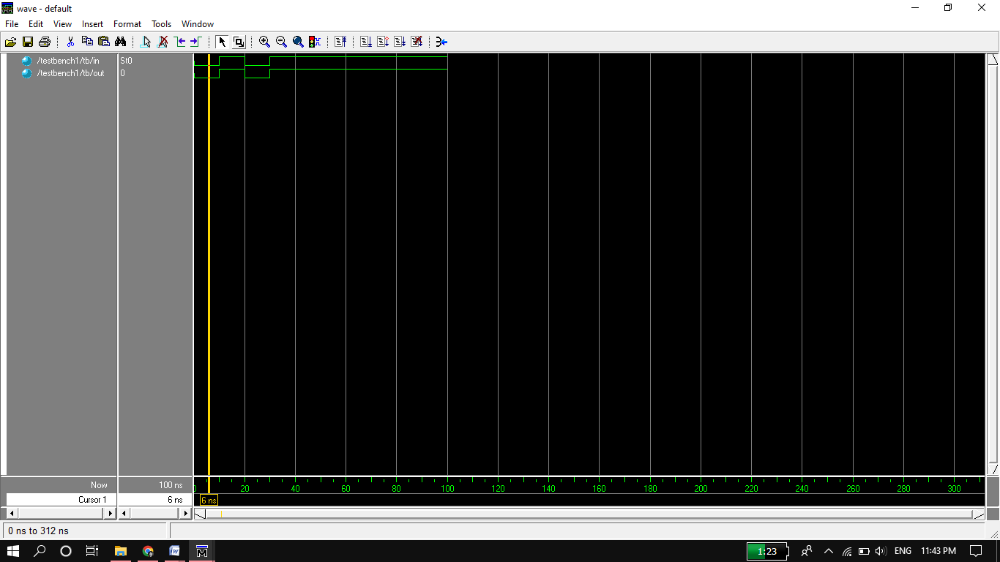 wave - default
File Edit View Insert Format Tools Window
/testbench1/tb/in St0
/testbench1/tb/out 0
Now 100 ns
20 40 60 80 100 120 140 160 180 200 220 240 260 280 300
Cursor 1 6 ns
6 ns
0 ns to 312 ns
1:23 ENG 11:43 PM